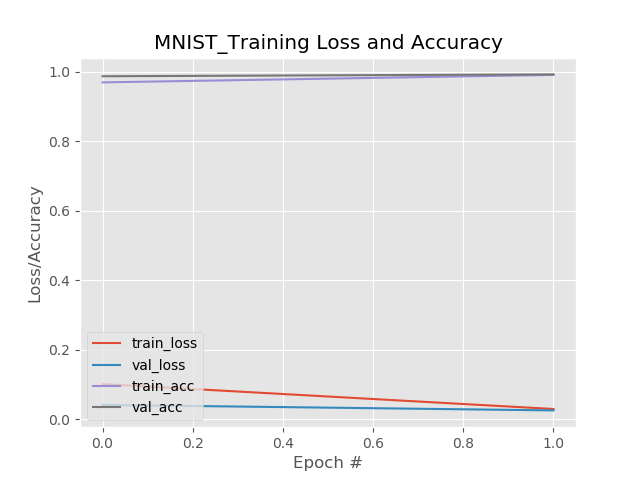 MNIST_Training Loss and Accuracy
1.0
0.8
0.6
0.4
0.2
0.0
Loss/Accuracy
train_loss
val_loss
train_acc
val_acc
0.0 0.2 0.4 0.6 0.8 1.0
Epoch #